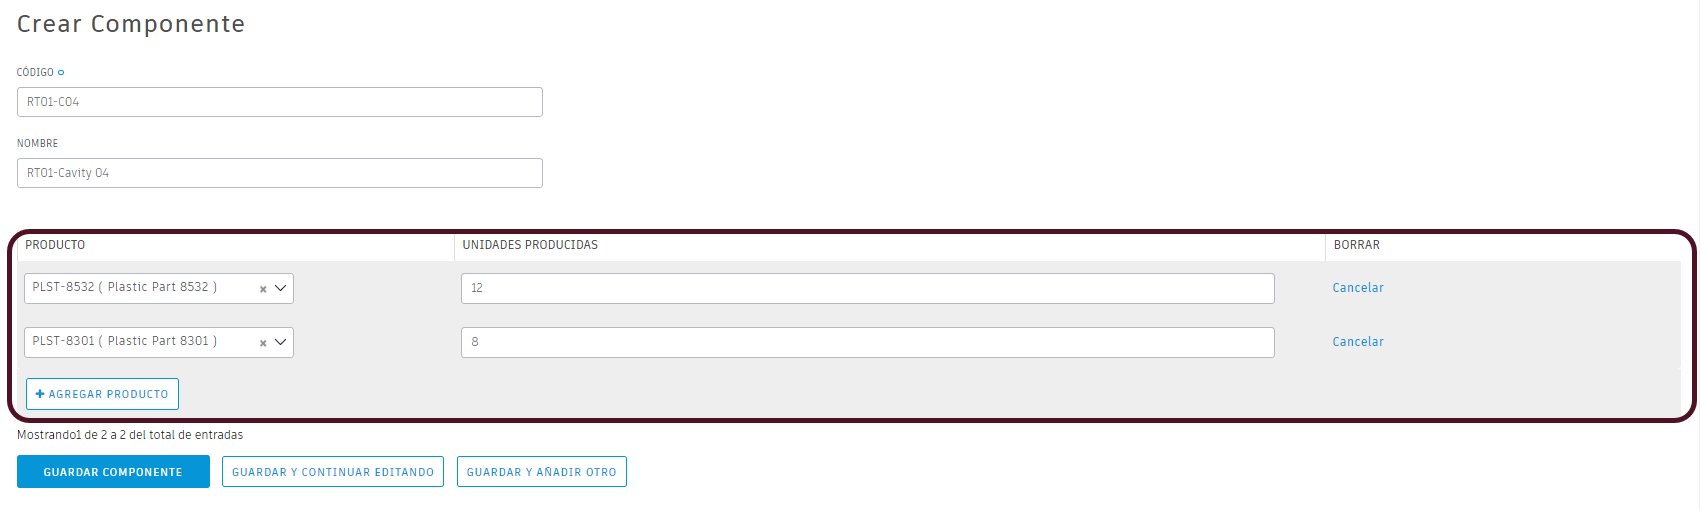 Crear Componente
CÓDIGO
RT01-C04
NOMBRE
RT01-Cavity 04
PRODUCTO UNIDADES PRODUCIDAS BORRAR
PLST-8532 ( Plastic Part 8532 ) 12 Cancelar
PLST-8301 ( Plastic Part 8301 ) 8 Cancelar
+ AGREGAR PRODUCTO
Mostrando1 de 2 a 2 del total de entradas
GUARDAR COMPONENTE GUARDAR Y CONTINUAR EDITANDO GUARDAR Y AÑADIR OTRO